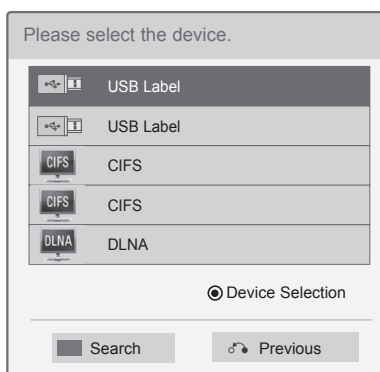 Please select the device.
USB Label
USB Label
CIFS CIFS
CIFS CIFS
DLNA DLNA
Device Selection
Search Previous